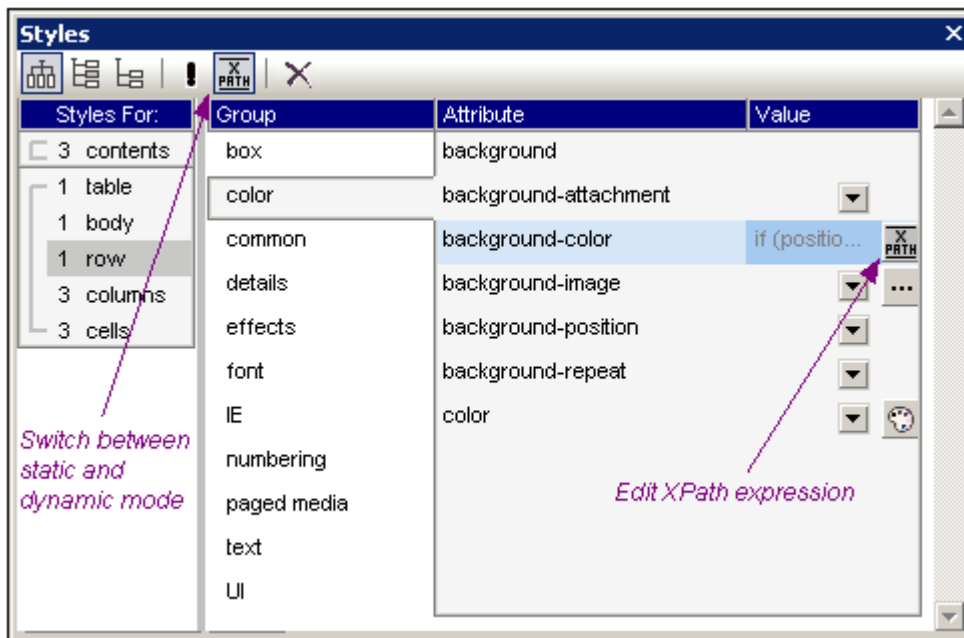 Styles
X PATH
Styles For: Group Attribute Value
3 contents box background
1 table color background-attachment
1 body common background-color if (positio... X PATH
1 row details background-image ...
3 columns effects background-position
3 cells font background-repeat
IE color
numbering
paged media
text
UI
Switch between
static and
dynamic mode
Edit XPath expression